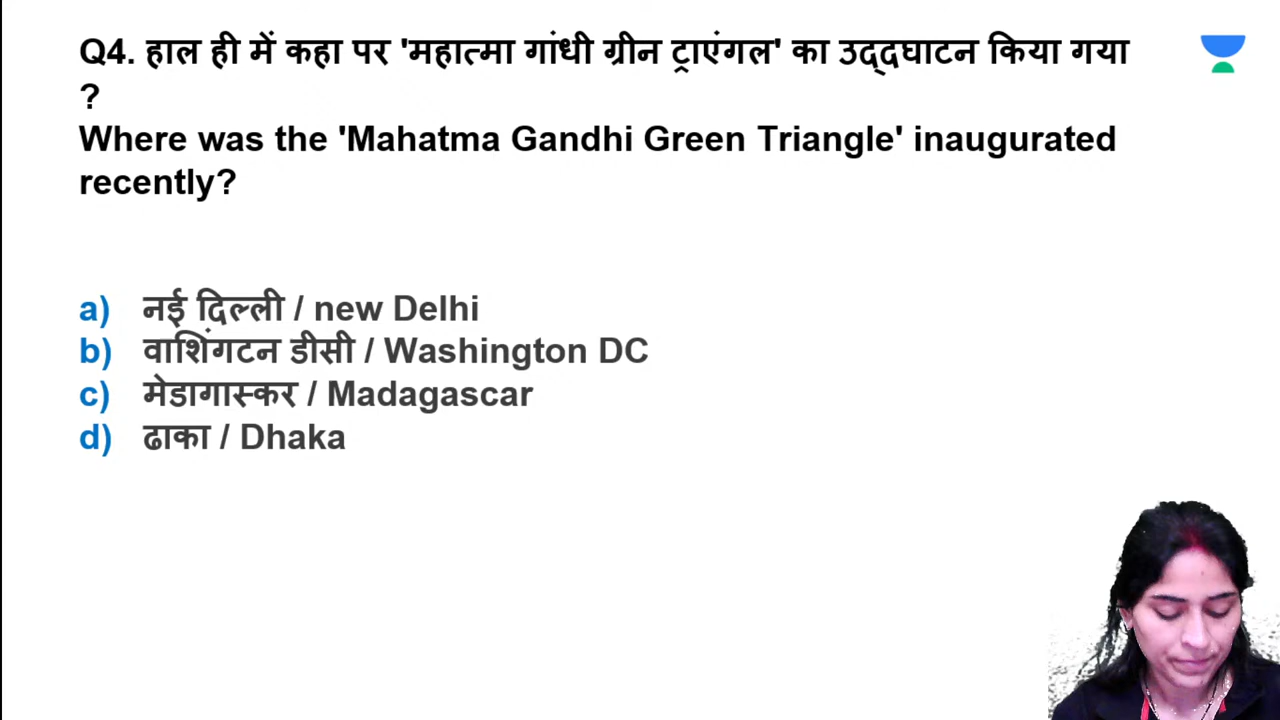 Q4. हाल ही में कहा पर 'महात्मा गांधी ग्रीन ट्राएंगल' का उद्दघाटन किया गया
?
Where was the 'Mahatma Gandhi Green Triangle' inaugurated
recently?
a) नई दिल्ली / new Delhi
b) वाशिंगटन डीसी / Washington DC
c) मेडागास्कर / Madagascar
d) ढाका / Dhaka